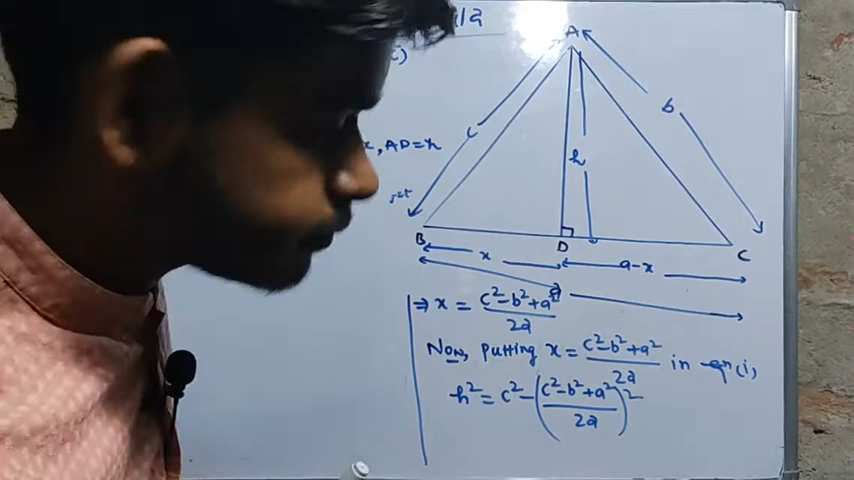 A
c
b
, AD=h
h
B
D
C
x
a-x
a
⇒ x = c²-b²+a² / 2a
Now, putting x = c²-b²+a² / 2a in eqn (i),
h² = c² - (c²-b²+a² / 2a)²